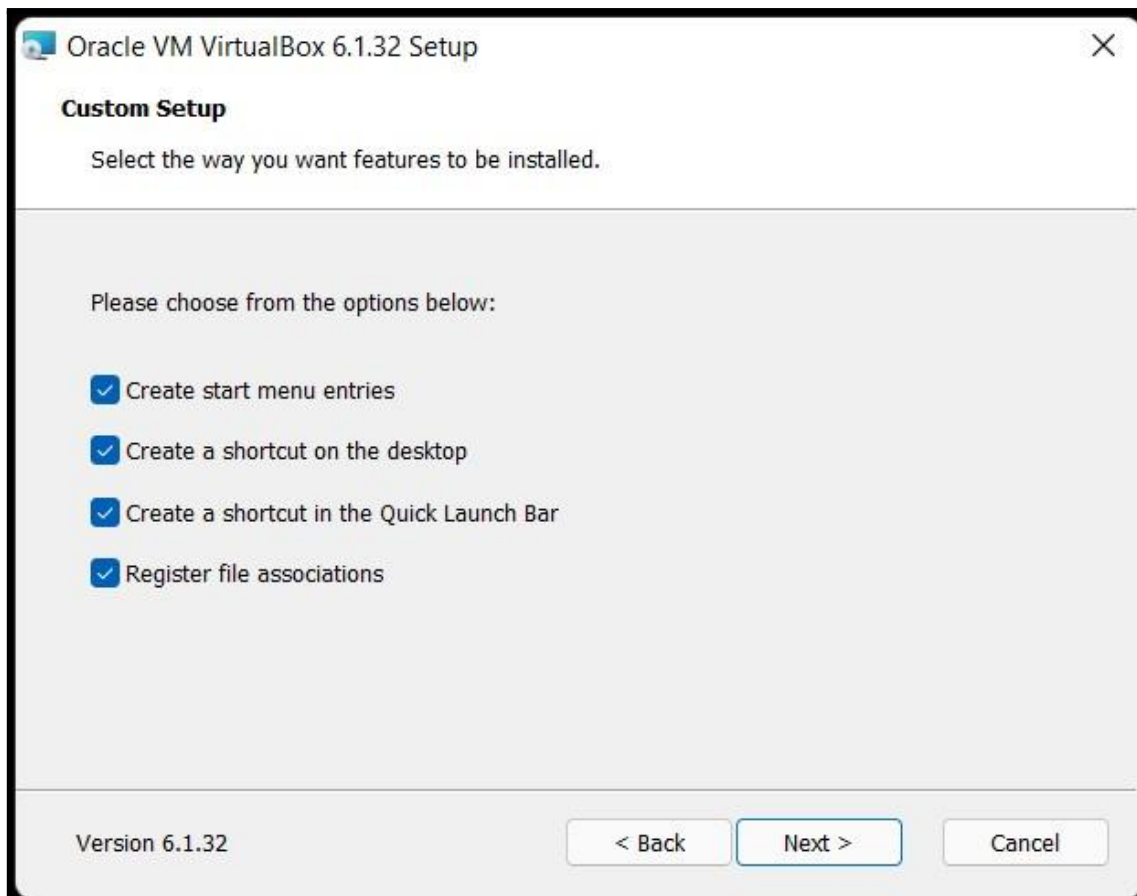 Oracle VM VirtualBox 6.1.32 Setup
Custom Setup
Select the way you want features to be installed.
Please choose from the options below:
Create start menu entries
Create a shortcut on the desktop
Create a shortcut in the Quick Launch Bar
Register file associations
Version 6.1.32
< Back
Next >
Cancel